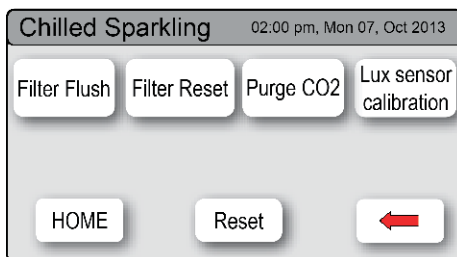 Chilled Sparkling 02:00 pm, Mon 07, Oct 2013
Filter Flush Filter Reset Purge CO2 Lux sensor
calibration
HOME Reset